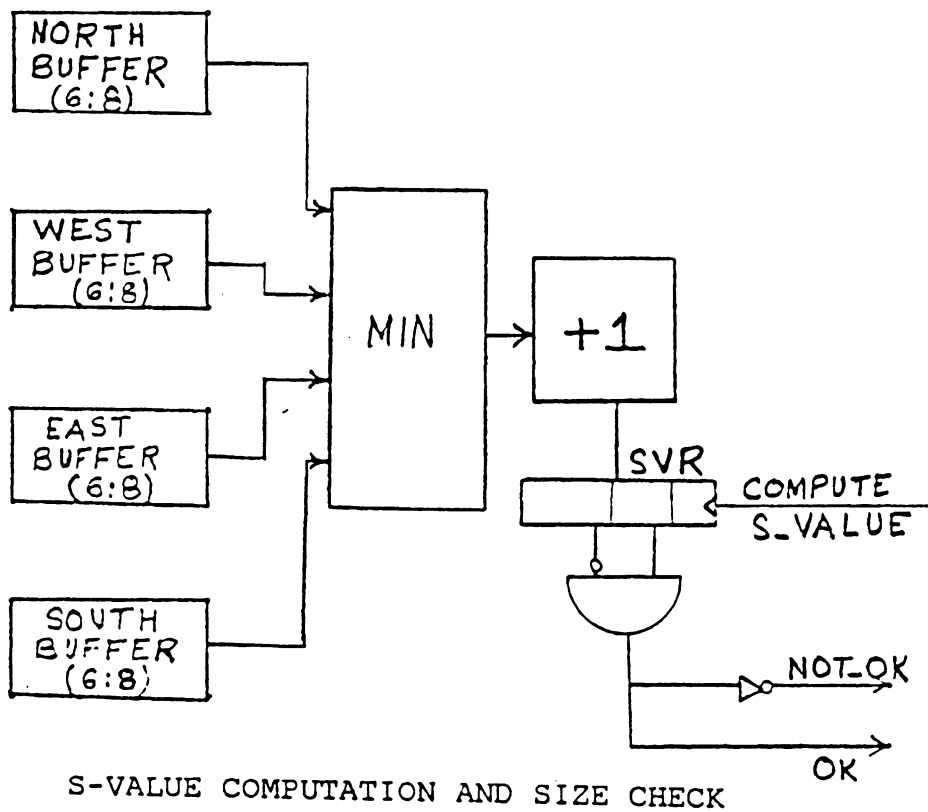 NORTH
BUFFER
(6:8)
WEST
BUFFER
(6:8)
MIN
+1
EAST
BUFFER
(6:8)
SVR
COMPUTE
S_VALUE
SOUTH
BUFFER
(6:8)
NOT_OK
OK
S-VALUE COMPUTATION AND SIZE CHECK